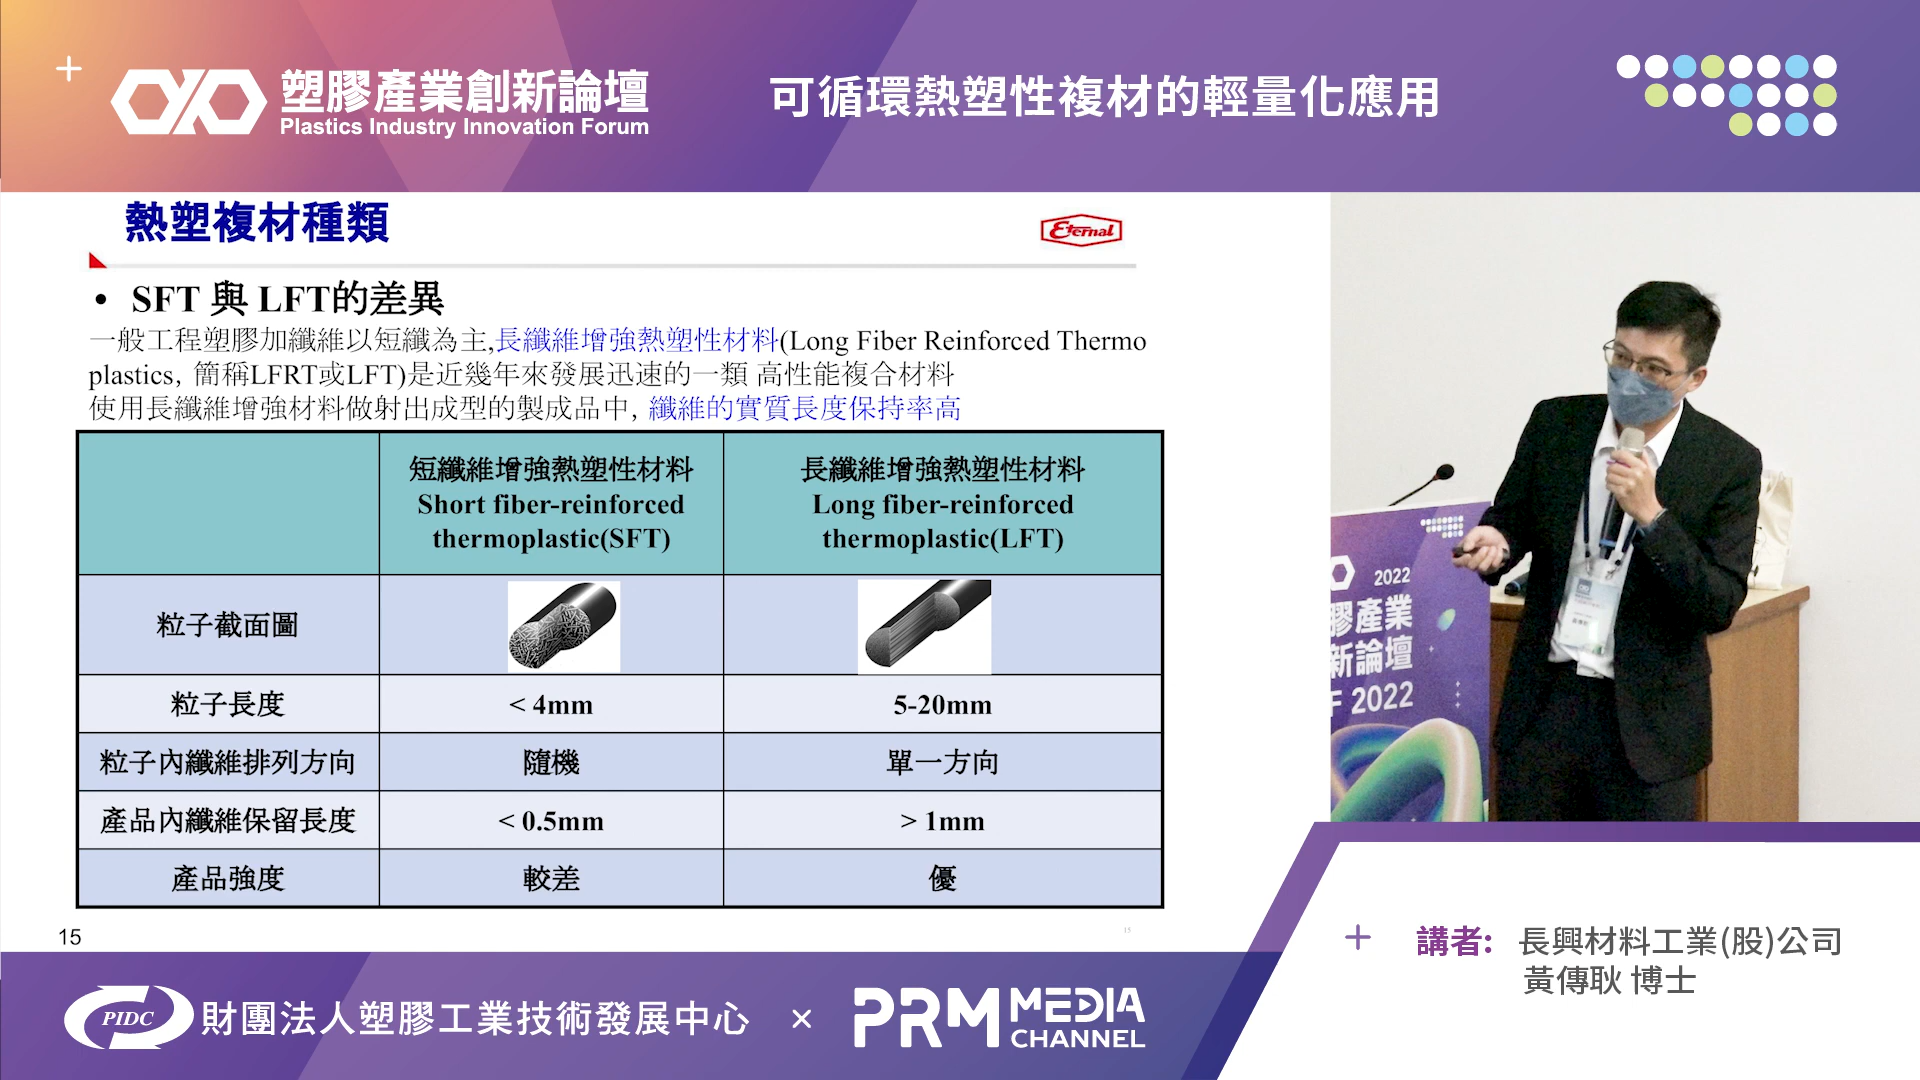 塑膠產業創新論壇
Plastics Industry Innovation Forum
可循環熱塑性複材的輕量化應用
熱塑複材種類
Eternal
• SFT 與 LFT的差異
一般工程塑膠加纖維以短纖為主,長纖維增強熱塑性材料(Long Fiber Reinforced Thermo
plastics, 簡稱LFRT或LFT)是近幾年來發展迅速的一類 高性能複合材料
使用長纖維增強材料做射出成型的製成品中, 纖維的實質長度保持率高
短纖維增強熱塑性材料
Short fiber-reinforced
thermoplastic(SFT)
長纖維增強熱塑性材料
Long fiber-reinforced
thermoplastic(LFT)
粒子截面圖
粒子長度
< 4mm
5-20mm
粒子內纖維排列方向
隨機
單一方向
產品內纖維保留長度
< 0.5mm
> 1mm
產品強度
較差
優
15
15
2022
膠產業
新論壇
F 2022
講者: 長興材料工業(股)公司
黃傳耿 博士
PIDC
財團法人塑膠工業技術發展中心
×
PRM MEDIA
CHANNEL